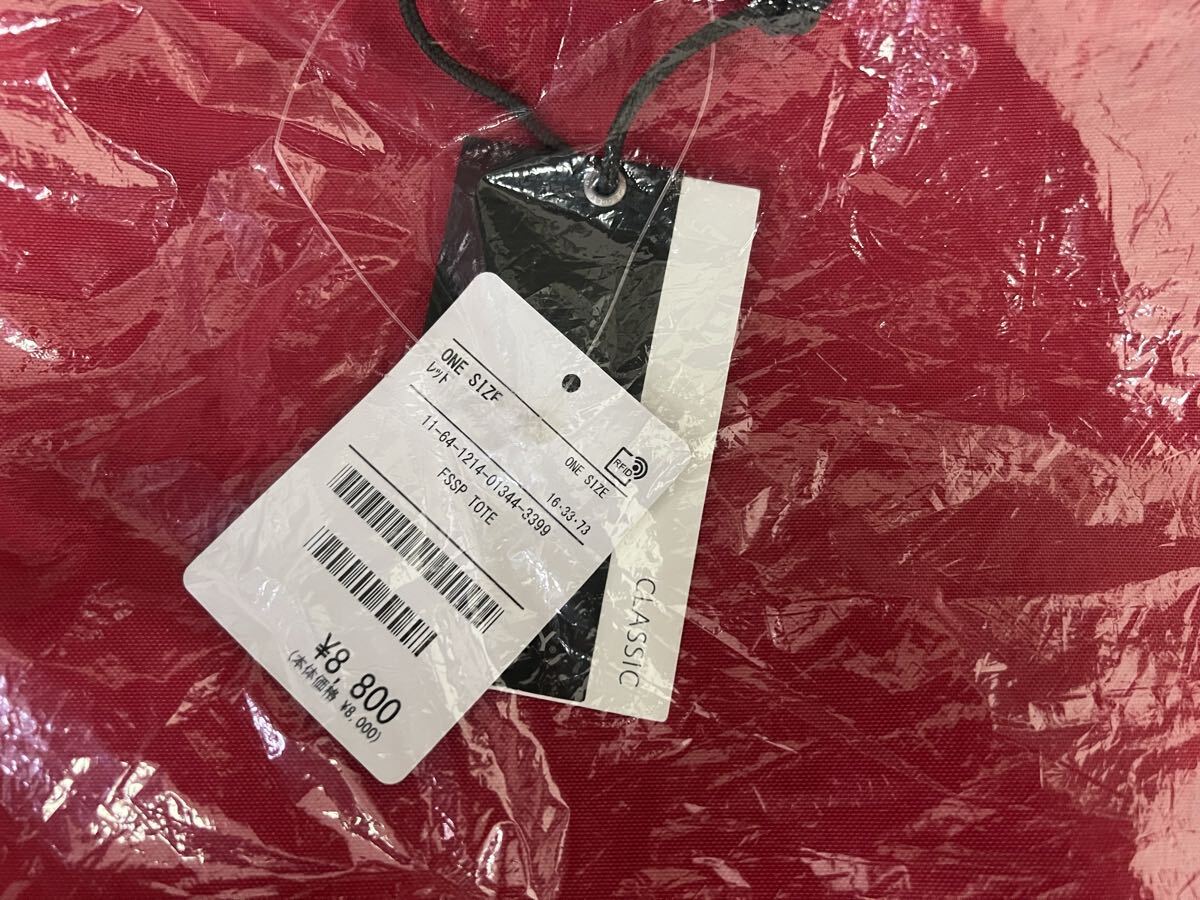 ONE SIZE
レッド
ONE SIZE
RFID
16・33・73
11-64-1214-01344-3399
FSSP TOTE
¥8,800
(本体価格 ¥8,000)
CLASSIC